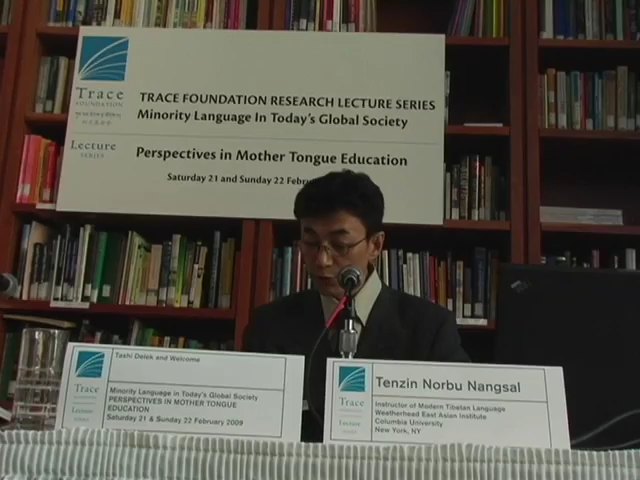 Trace
FOUNDATION
Lecture
SERIES
TRACE FOUNDATION RESEARCH LECTURE SERIES
Minority Language In Today's Global Society
Perspectives in Mother Tongue Education
Saturday 21 and Sunday 22
Trace
Lecture
Tashi Delek and Welcome
Minority Language in Today's Global Society
PERSPECTIVES IN MOTHER TONGUE
EDUCATION
Saturday 21 & Sunday 22 February 2009
Trace
Lecture
Tenzin Norbu Nangsal
Instructor of Modern Tibetan Language
Weatherhead East Asian Institute
Columbia University
New York, NY